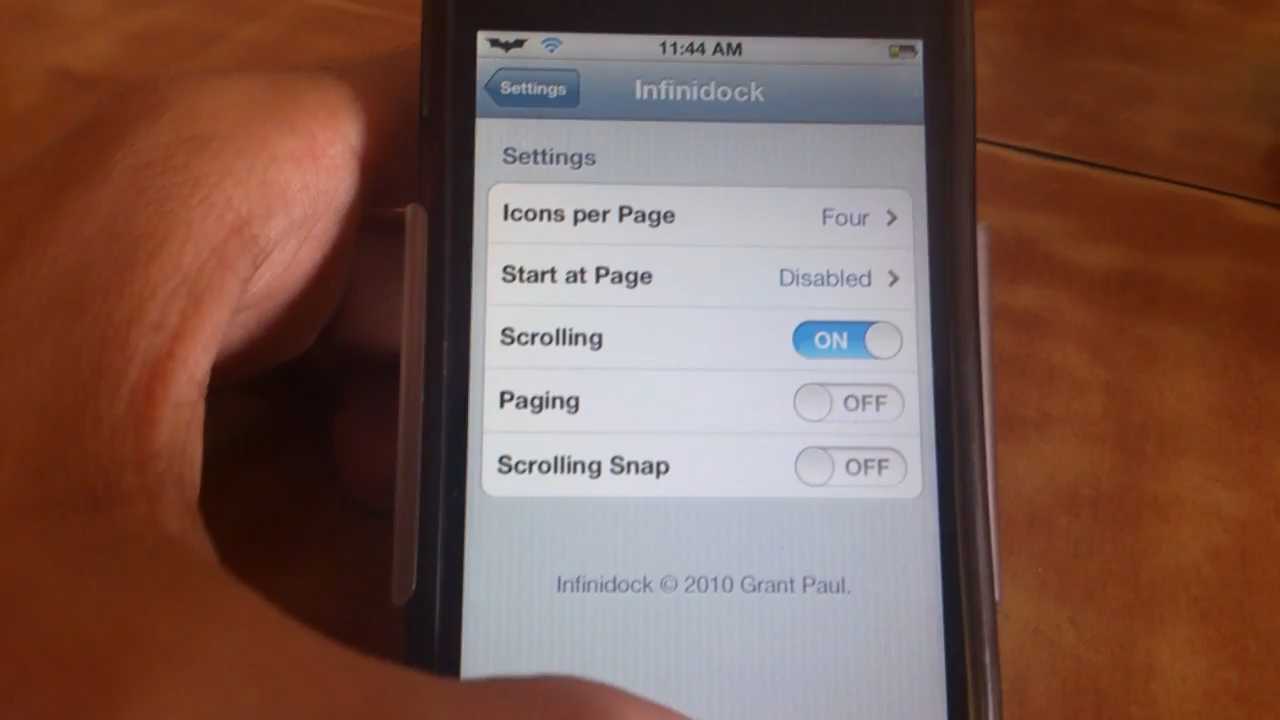 11:44 AM
Settings
Infinidock
Settings
Icons per Page
Four
Start at Page
Disabled
Scrolling
ON
Paging
OFF
Scrolling Snap
OFF
Infinidock © 2010 Grant Paul.